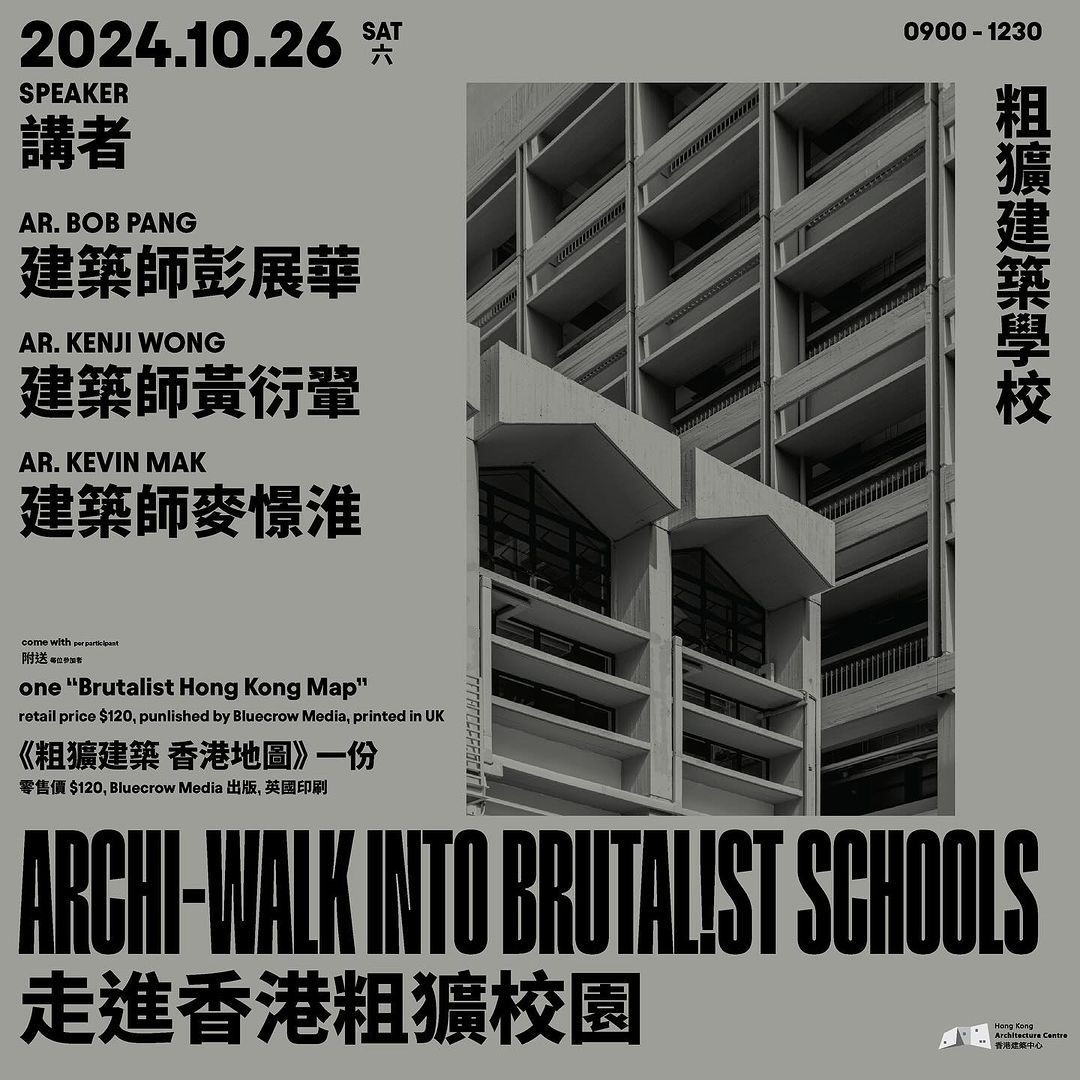 2024.10.26 SAT
六
0900 - 1230
SPEAKER
講者
AR. BOB PANG
建築師彭展華
AR. KENJI WONG
建築師黃衍翬
AR. KEVIN MAK
建築師麥憬淮
粗獷建築學校
come with per participant
附送 每位參加者
one “Brutalist Hong Kong Map”
retail price $120, punlished by Bluecrow Media, printed in UK
《粗獷建築 香港地圖》一份
零售價 $120, Bluecrow Media 出版, 英國印刷
ARCHI-WALK INTO BRUTAL!ST SCHOOLS
走進香港粗獷校園
Hong Kong
Architecture Centre
香港建築中心